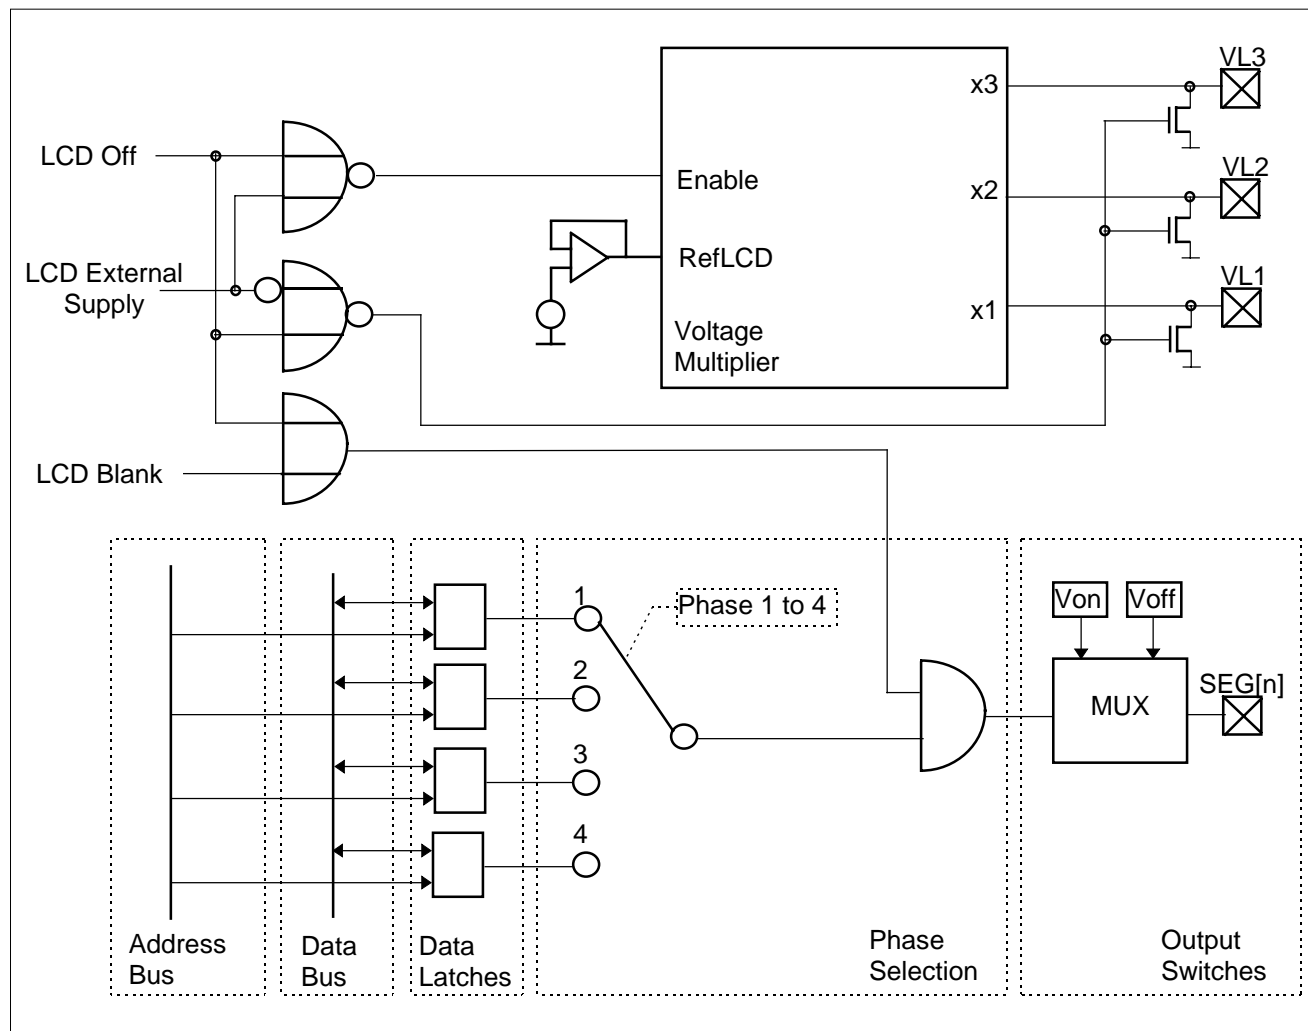 VL3
x3
LCD Off
Enable
x2
VL2
LCD External
Supply
RefLCD
VL1
x1
Voltage
Multiplier
LCD Blank
1
Phase 1 to 4
Von
Voff
2
SEG[n]
MUX
3
4
Address
Bus
Data
Bus
Data
Latches
Phase
Selection
Output
Switches